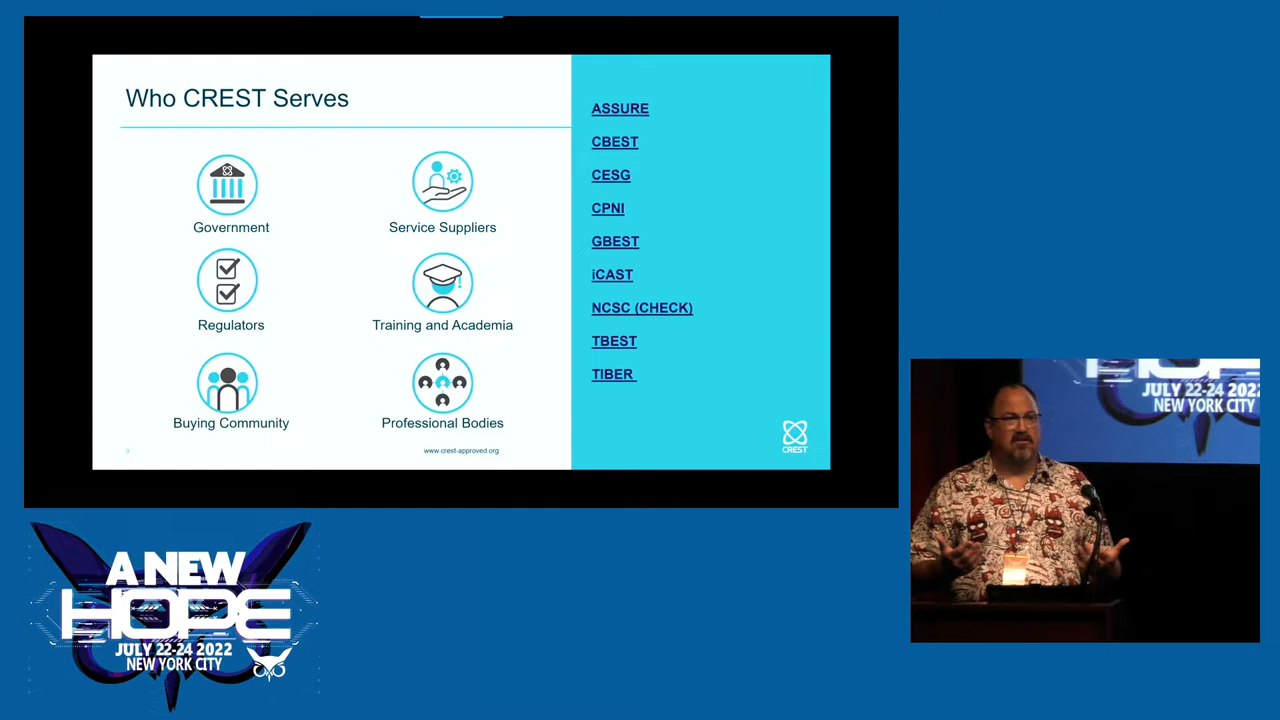 Who CREST Serves
Government
Service Suppliers
Regulators
Training and Academia
Buying Community
Professional Bodies
9
www.crest-approved.org
ASSURE
CBEST
CESG
CPNI
GBEST
iCAST
NCSC (CHECK)
TBEST
TIBER
CREST
A NEW
HOPE
JULY 22-24 2022
NEW YORK CITY
HOPE
JULY 22-24 2022
NEW YORK CITY